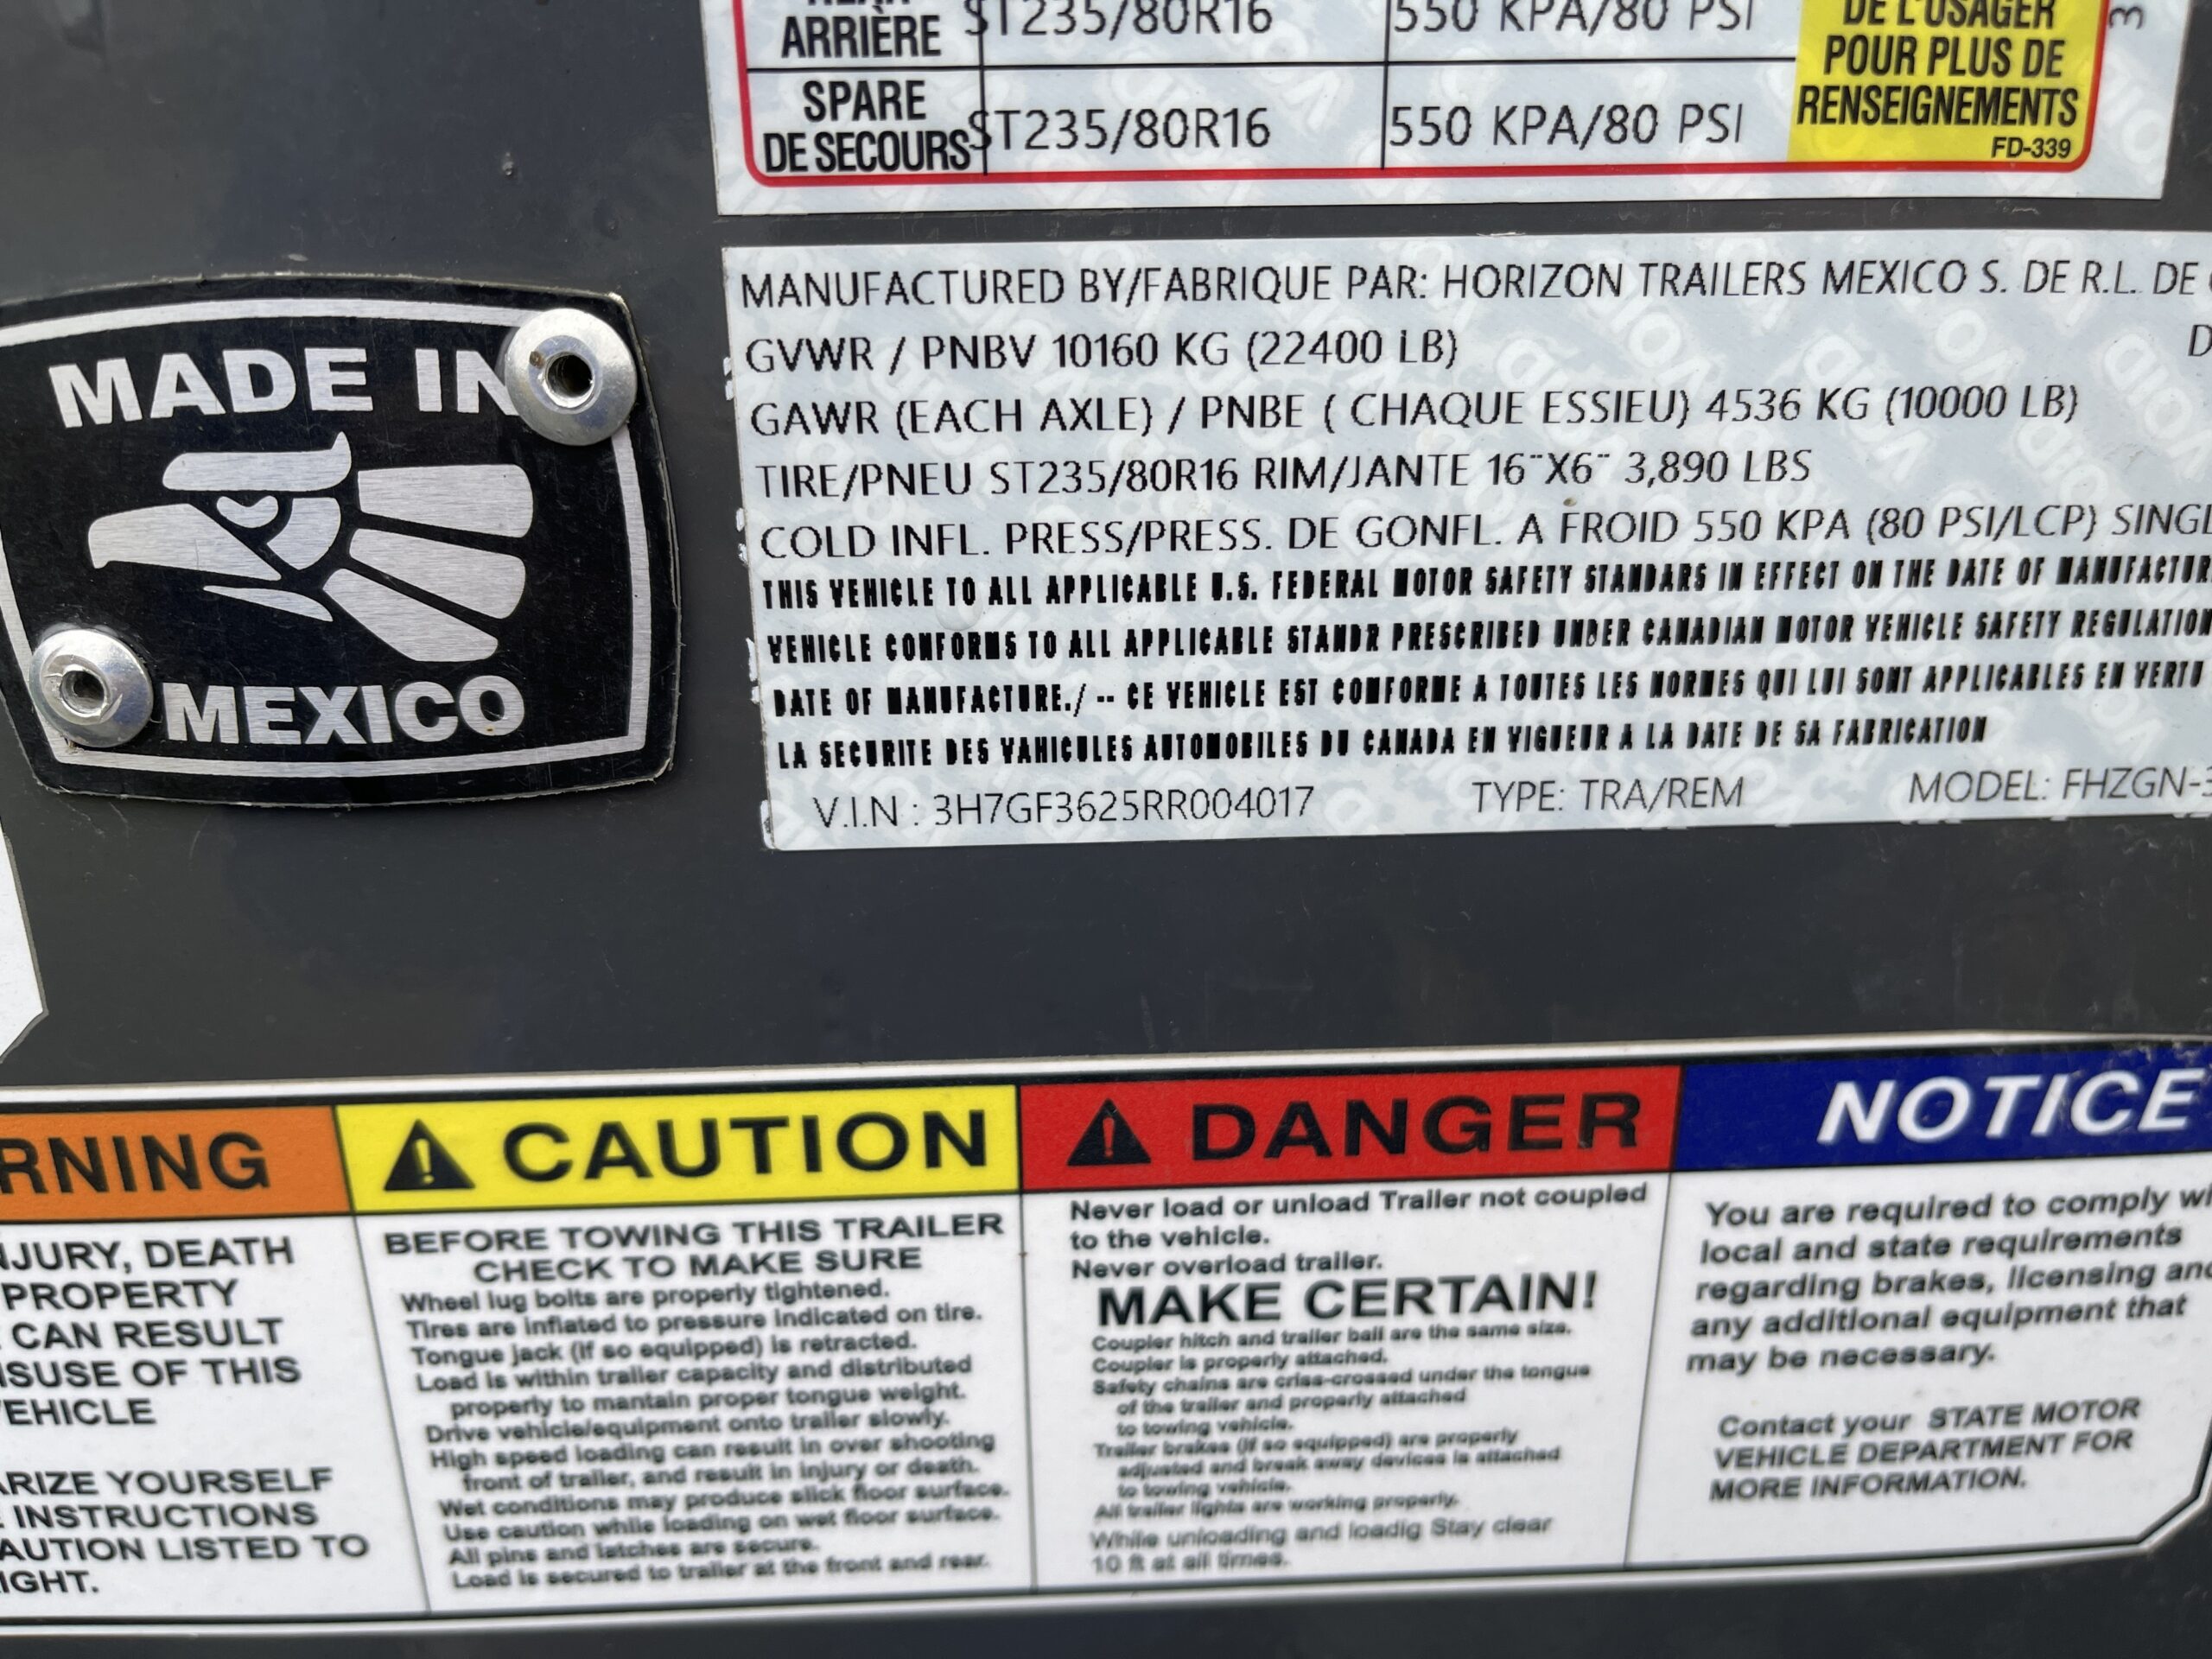 ARRIÈRE ST235/80R16 550 KPA/80 PSI
SPARE
DE SECOURS ST235/80R16 550 KPA/80 PSI
DE L'USAGER
POUR PLUS DE
RENSEIGNEMENTS
FD-339
3
MADE IN
MEXICO
MANUFACTURED BY/FABRIQUE PAR: HORIZON TRAILERS MEXICO S. DE R.L. DE
GVWR / PNBV 10160 KG (22400 LB) D
GAWR (EACH AXLE) / PNBE ( CHAQUE ESSIEU) 4536 KG (10000 LB)
TIRE/PNEU ST235/80R16 RIM/JANTE 16¨X6¨ 3,890 LBS
COLD INFL. PRESS/PRESS. DE GONFL. A FROID 550 KPA (80 PSI/LCP) SINGL
THIS VEHICLE TO ALL APPLICABLE U.S. FEDERAL MOTOR SAFETY STANDARS IN EFFECT ON THE DATE OF MANUFACTUR
VEHICLE CONFORMS TO ALL APPLICABLE STANDR PRESCRIBED UNDER CANADIAN MOTOR VEHICLE SAFETY REGULATION
DATE OF MANUFACTURE./ -- CE VEHICLE EST COMFORME A TOUTES LES NORMES QUI LUI SONT APPLICABLES EN VERTU
LA SECURITE DES VAHICULES AUTOMOBILES DU CANADA EN VIGUEUR A LA DATE DE SA FABRICATION
V.I.N : 3H7GF3625RR004017 TYPE: TRA/REM MODEL: FHZGN-3
RNING
NJURY, DEATH
PROPERTY
CAN RESULT
ISUSE OF THIS
VEHICLE
ARIZE YOURSELF
INSTRUCTIONS
AUTION LISTED TO
IGHT.
CAUTION
BEFORE TOWING THIS TRAILER
CHECK TO MAKE SURE
Wheel lug bolts are properly tightened.
Tires are inflated to pressure indicated on tire.
Tongue jack (if so equipped) is retracted.
Load is within trailer capacity and distributed
properly to mantain proper tongue weight.
Drive vehicle/equipment onto trailer slowly.
High speed loading can result in over shooting
front of trailer, and result in injury or death.
Wet conditions may produce slick floor surface.
Use caution while loading on wet floor surface.
All pins and latches are secure.
Load is secured to trailer at the front and rear.
DANGER
Never load or unload Trailer not coupled
to the vehicle.
Never overload trailer.
MAKE CERTAIN!
Coupler hitch and trailer ball are the same size.
Coupler is properly attached.
Safety chains are criss-crossed under the tongue
of the trailer and properly attached
to towing vehicle.
Trailer brakes (if so equipped) are properly
adjusted and break away devices is attached
to towing vehicle.
All trailer lights are working properly.
While unloading and loadig Stay clear
10 ft at all times.
NOTICE
You are required to comply wi
local and state requirements
regarding brakes, licensing and
any additional equipment that
may be necessary.
Contact your STATE MOTOR
VEHICLE DEPARTMENT FOR
MORE INFORMATION.